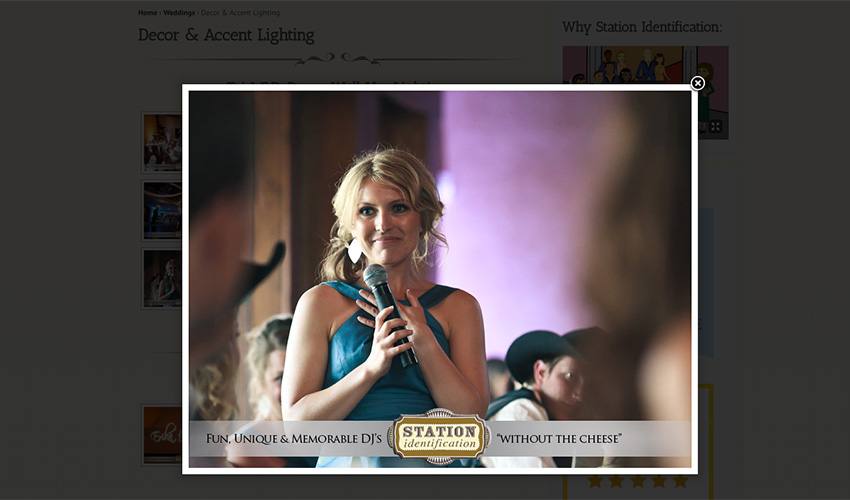 Home › Weddings › Decor & Accent Lighting
Decor & Accent Lighting
Why Station Identification:
FUN, UNIQUE & MEMORABLE DJ'S STATION identification "WITHOUT THE CHEESE"